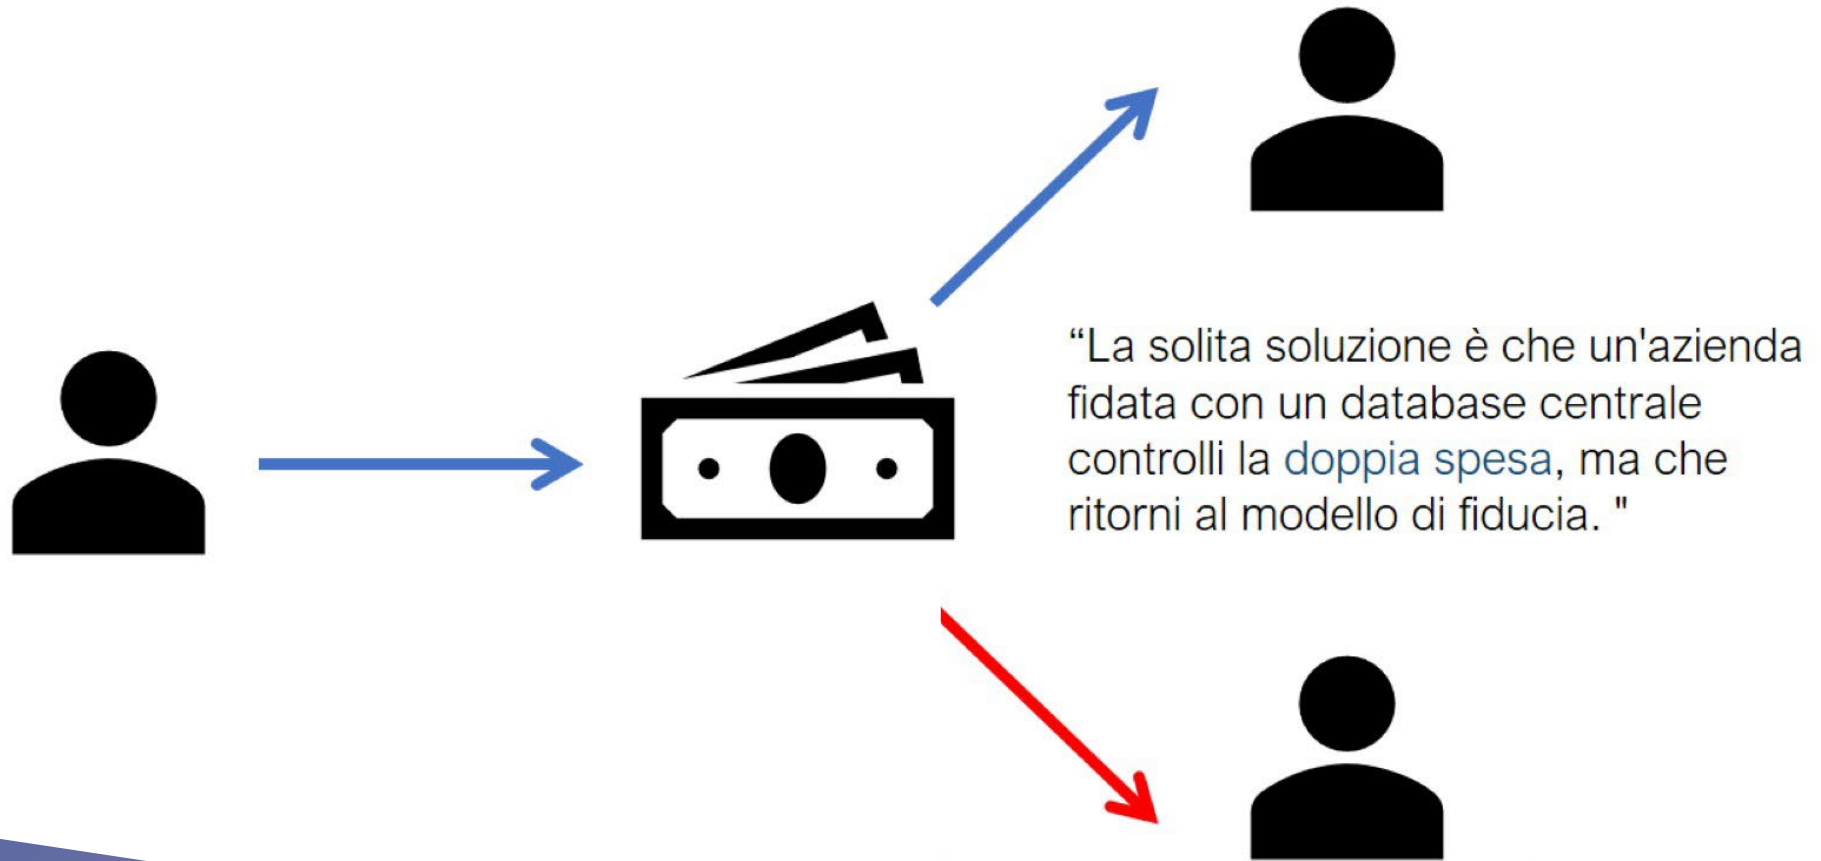 “La solita soluzione è che un'azienda
fidata con un database centrale
controlli la doppia spesa, ma che
ritorni al modello di fiducia. "